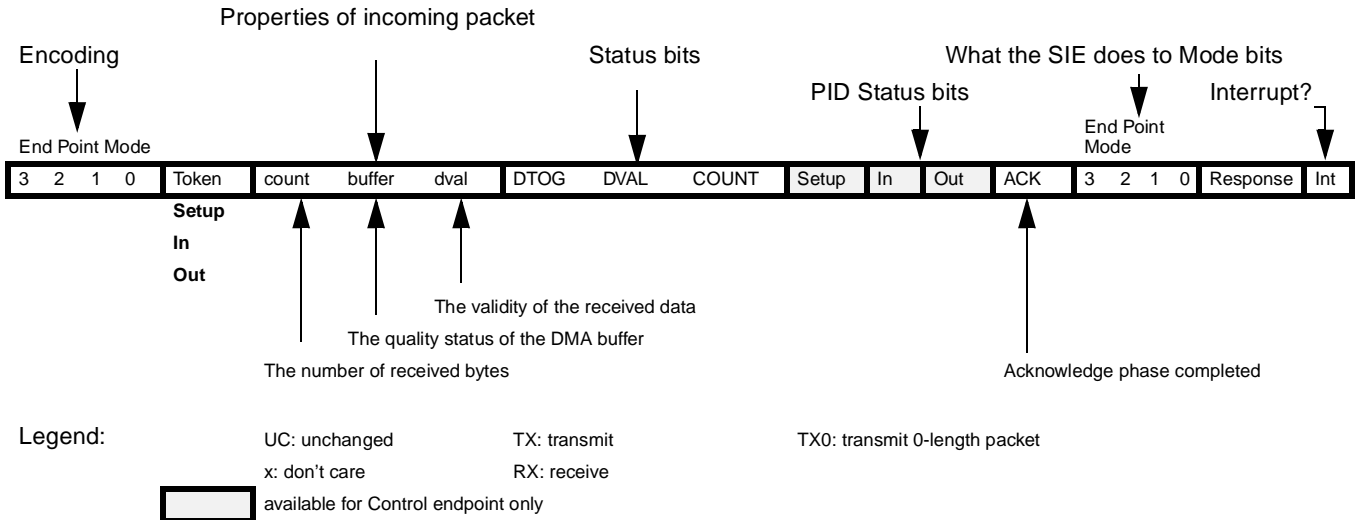 Properties of incoming packet
Encoding
Status bits
What the SIE does to Mode bits
PID Status bits
Interrupt?
End Point Mode
End Point
Mode
3 2 1 0 Token count buffer dval DTOG DVAL COUNT Setup In Out ACK 3 2 1 0 Response Int
Setup
In
Out
The validity of the received data
The quality status of the DMA buffer
The number of received bytes
Acknowledge phase completed
Legend:
UC: unchanged TX: transmit TX0: transmit 0-length packet
x: don't care RX: receive
available for Control endpoint only